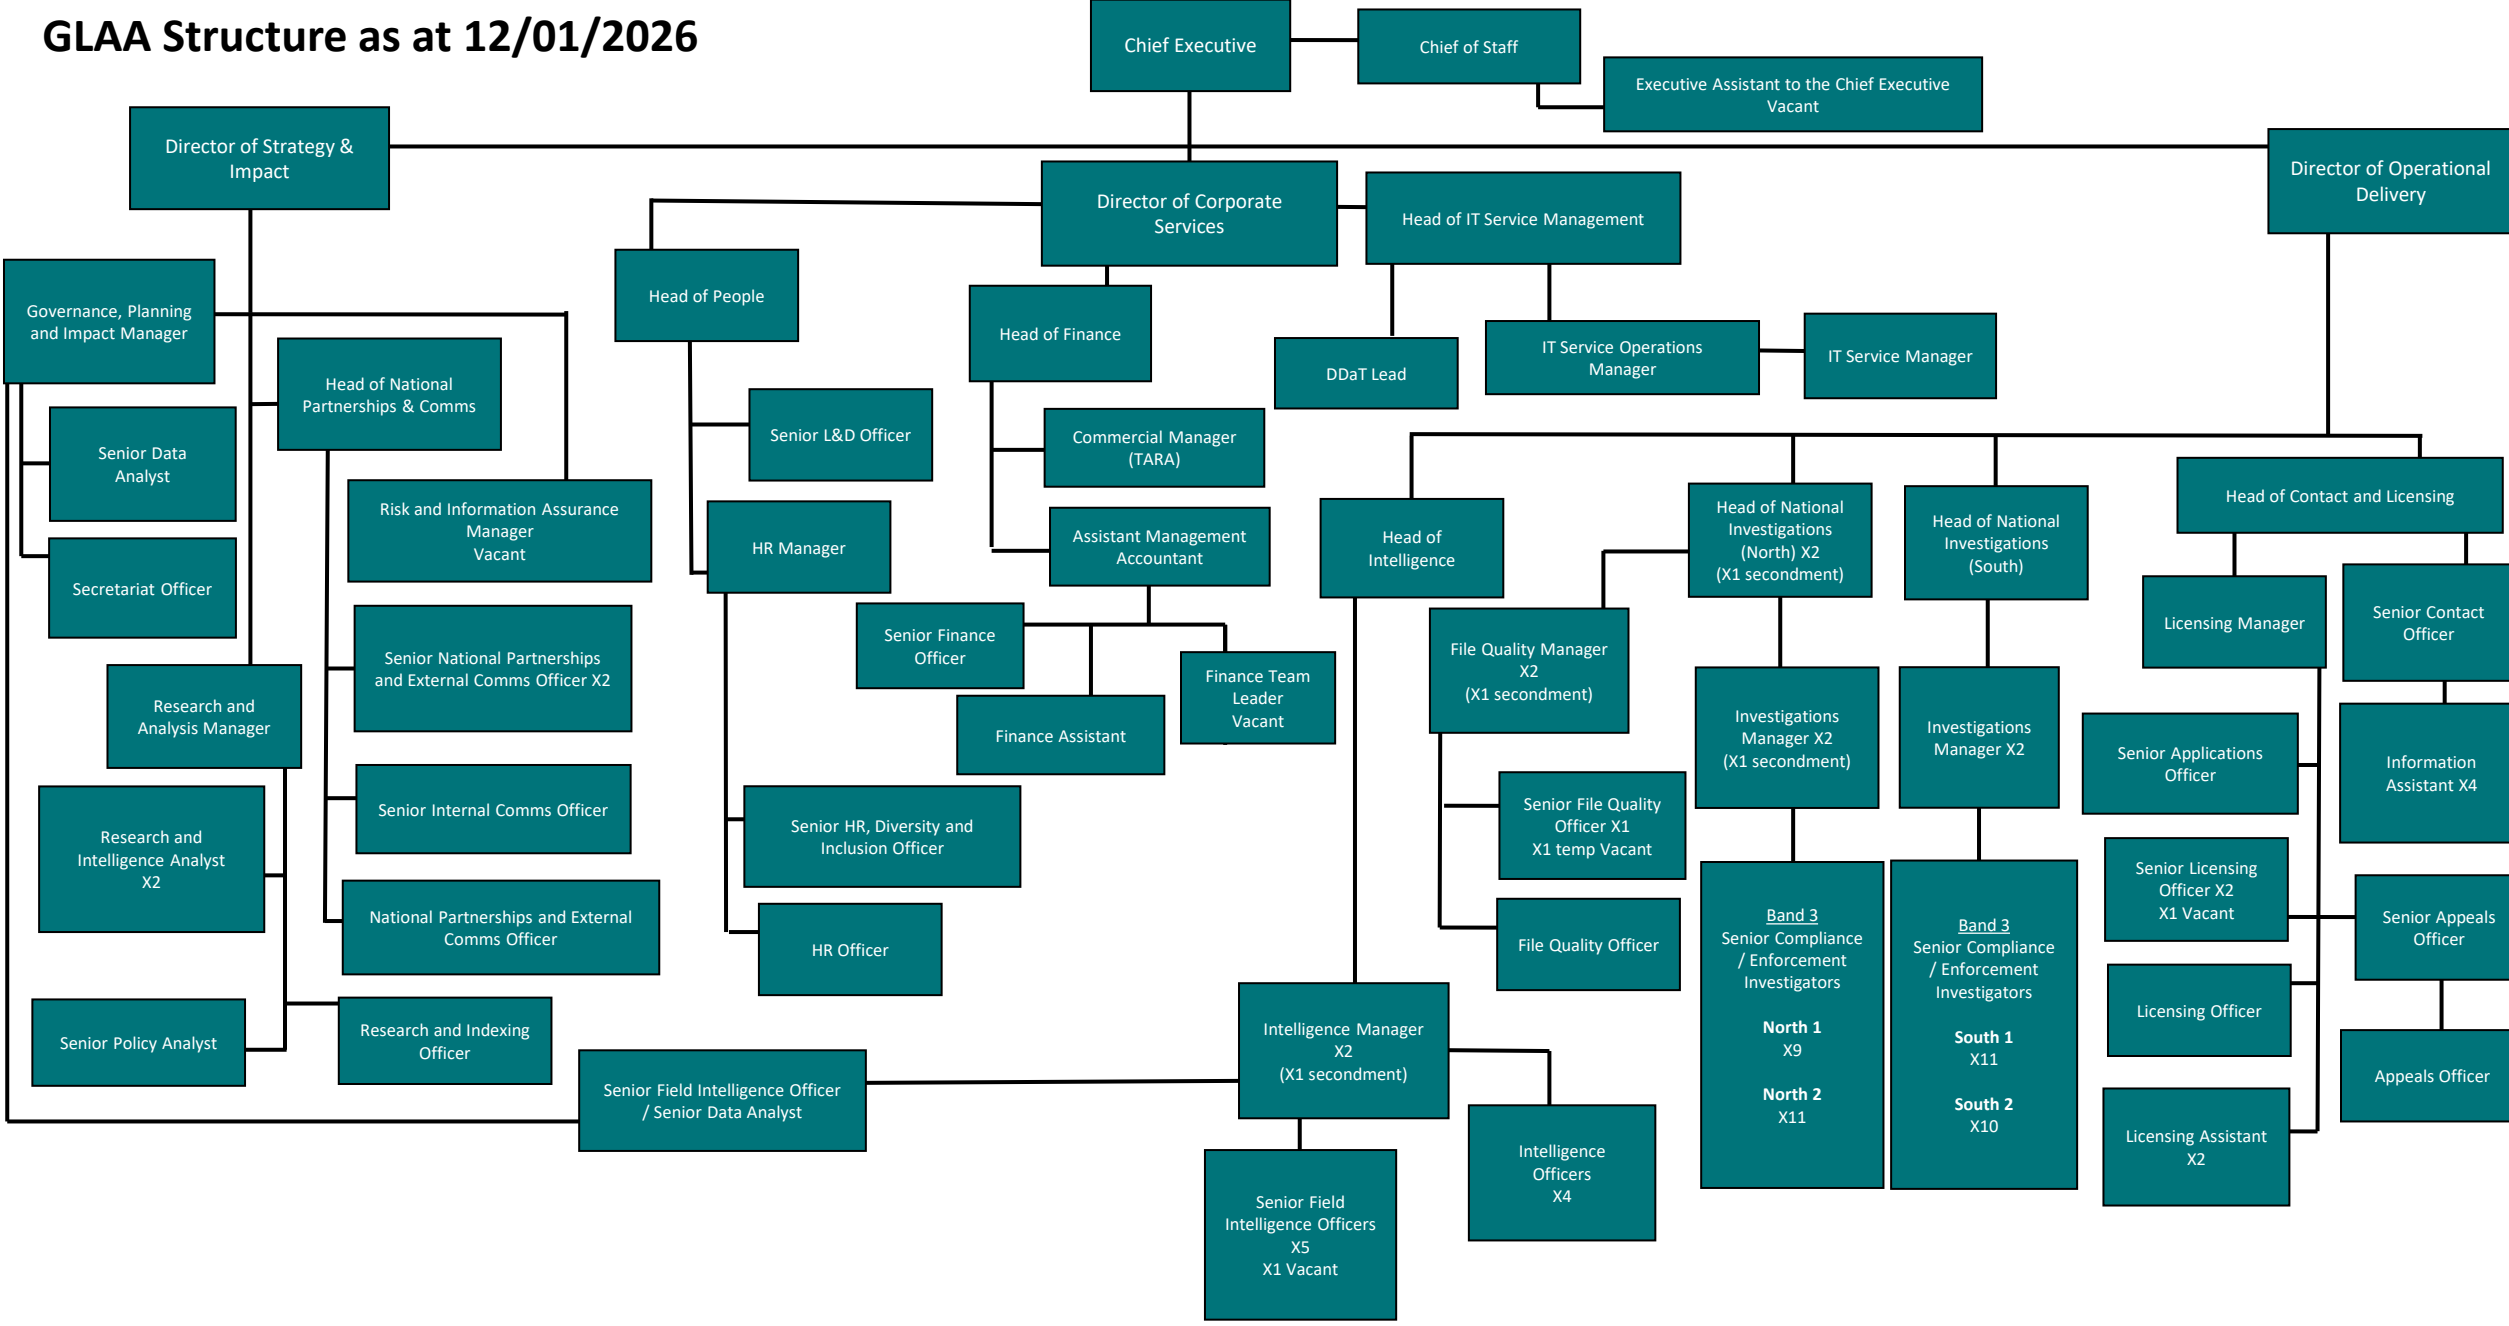 GLAA Structure as at 12/01/2026
Chief Executive
Chief of Staff
Executive Assistant to the Chief Executive
Vacant
Director of Strategy &
Impact
Director of Corporate
Services
Head of IT Service Management
Director of Operational
Delivery
Governance, Planning
and Impact Manager
Head of People
Head of Finance
DDaT Lead
IT Service Operations
Manager
IT Service Manager
Head of National
Partnerships & Comms
Senior Data
Analyst
Secretariat Officer
Risk and Information Assurance
Manager
Vacant
Senior L&D Officer
HR Manager
Commercial Manager
(TARA)
Assistant Management
Accountant
Head of
Intelligence
Head of National
Investigations
(North) X2
(X1 secondment)
Head of National
Investigations
(South)
Head of Contact and Licensing
Licensing Manager
Senior Contact
Officer
Senior National Partnerships
and External Comms Officer X2
Research and
Analysis Manager
Senior Finance
Officer
Finance Assistant
Finance Team
Leader
Vacant
File Quality Manager
X2
(X1 secondment)
Investigations
Manager X2
(X1 secondment)
Investigations
Manager X2
Senior Applications
Officer
Information
Assistant X4
Research and
Intelligence Analyst
X2
Senior Internal Comms Officer
Senior HR, Diversity and
Inclusion Officer
Senior File Quality
Officer X1
X1 temp Vacant
Senior Licensing
Officer X2
X1 Vacant
Senior Appeals
Officer
National Partnerships and External
Comms Officer
HR Officer
File Quality Officer
Band 3
Senior Compliance
/ Enforcement
Investigators
North 1
X9
North 2
X11
Band 3
Senior Compliance
/ Enforcement
Investigators
South 1
X11
South 2
X10
Licensing Officer
Appeals Officer
Licensing Assistant
X2
Senior Policy Analyst
Research and Indexing
Officer
Senior Field Intelligence Officer
/ Senior Data Analyst
Intelligence Manager
X2
(X1 secondment)
Intelligence
Officers
X4
Senior Field
Intelligence Officers
X5
X1 Vacant